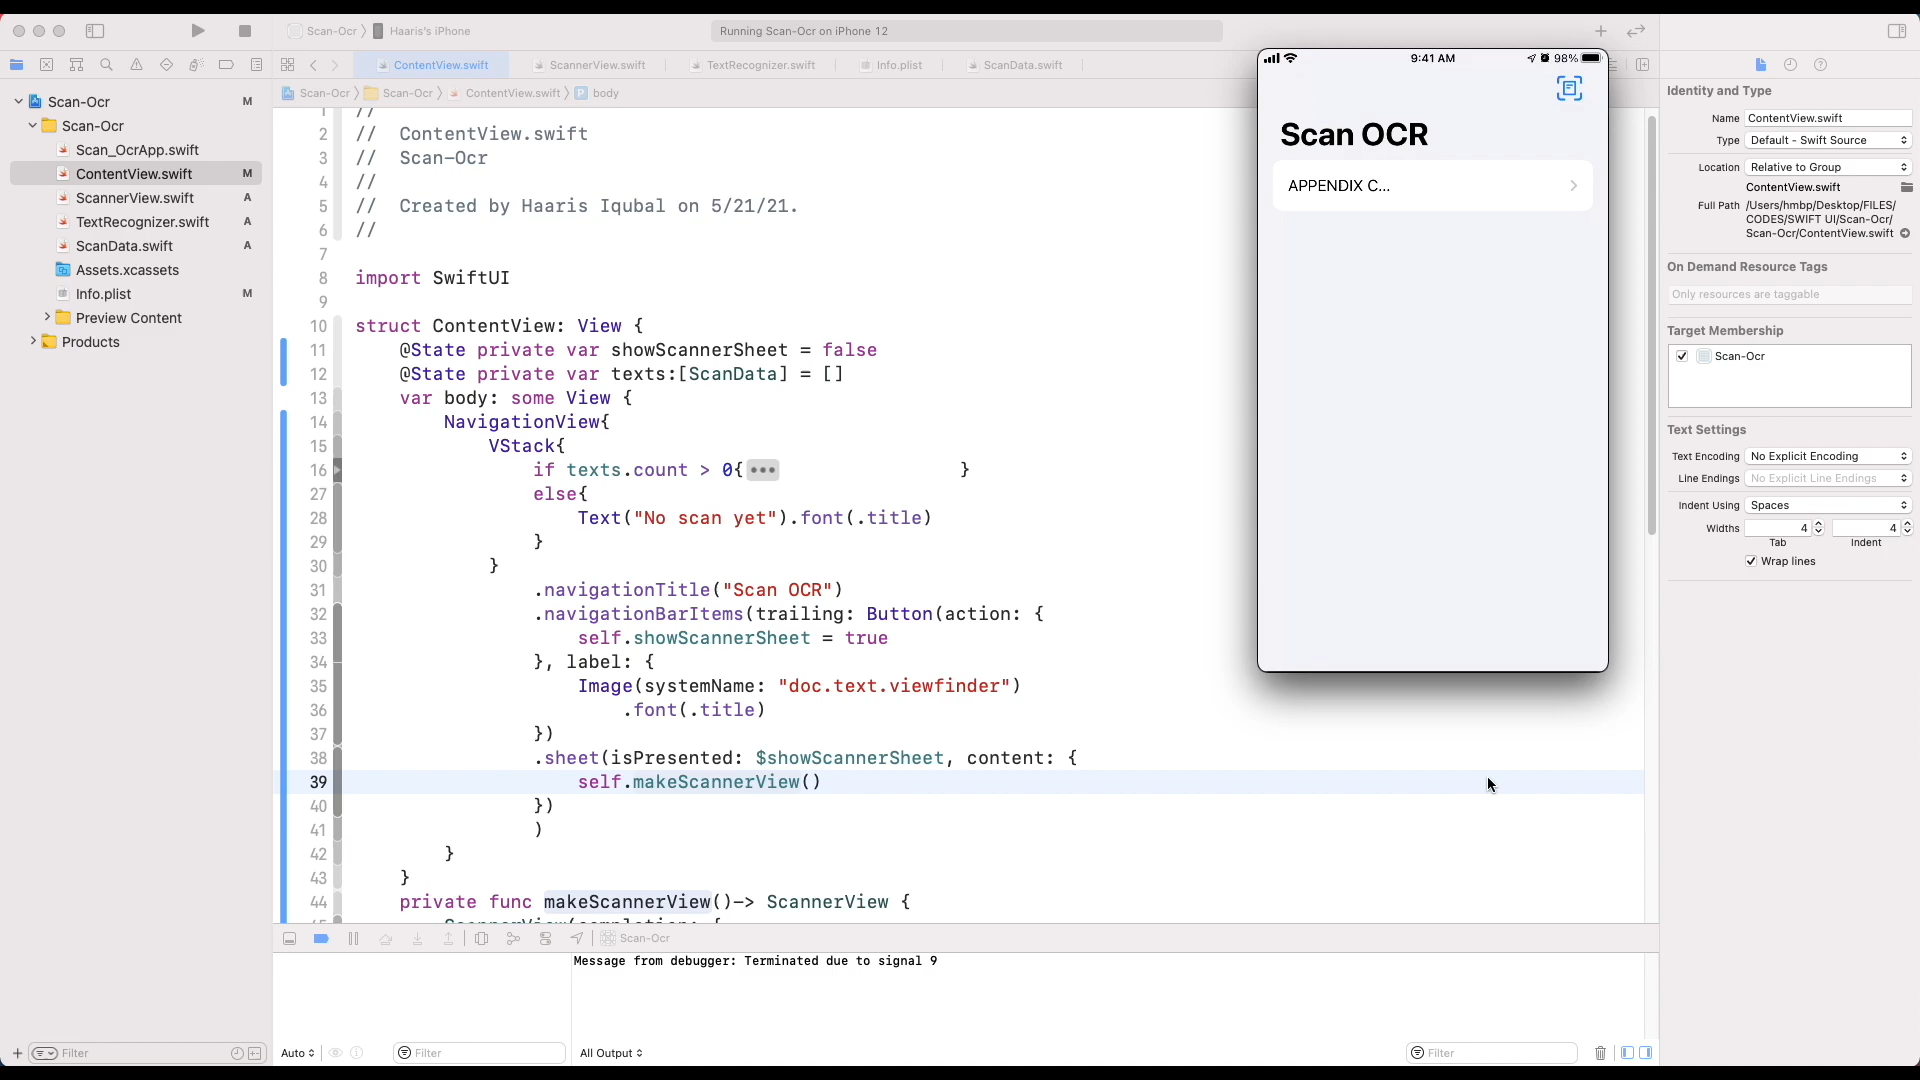 Scan-Ocr
Haaris's iPhone
Running Scan-Ocr on iPhone 12
ContentView.swift
ScannerView.swift
TextRecognizer.swift
Info.plist
ScanData.swift
Scan-Ocr
Scan-Ocr
ContentView.swift
P body
Scan-Ocr M
Scan-Ocr
Scan_OcrApp.swift
ContentView.swift M
ScannerView.swift A
TextRecognizer.swift A
ScanData.swift A
Assets.xcassets
Info.plist M
Preview Content
Products
Filter
1 //
2 //  ContentView.swift
3 //  Scan-Ocr
4 //
5 //  Created by Haaris Iqubal on 5/21/21.
6 //
7
8 import SwiftUI
9
10 struct ContentView: View {
11     @State private var showScannerSheet = false
12     @State private var texts:[ScanData] = []
13     var body: some View {
14         NavigationView{
15             VStack{
16                 if texts.count > 0{•••                }
27                 else{
28                     Text("No scan yet").font(.title)
29                 }
30             }
31                 .navigationTitle("Scan OCR")
32                 .navigationBarItems(trailing: Button(action: {
33                     self.showScannerSheet = true
34                 }, label: {
35                     Image(systemName: "doc.text.viewfinder")
36                         .font(.title)
37                 })
38                 .sheet(isPresented: $showScannerSheet, content: {
39                     self.makeScannerView()
40                 })
41                 )
42         }
43     }
44     private func makeScannerView()-> ScannerView {
9:41 AM
98%
Scan OCR
APPENDIX C...
Scan-Ocr
Message from debugger: Terminated due to signal 9
Auto
Filter
All Output
Filter
Identity and Type
Name ContentView.swift
Type Default - Swift Source
Location Relative to Group
ContentView.swift
Full Path /Users/hmbp/Desktop/FILES/
CODES/SWIFT UI/Scan-Ocr/
Scan-Ocr/ContentView.swift
On Demand Resource Tags
Only resources are taggable
Target Membership
Scan-Ocr
Text Settings
Text Encoding No Explicit Encoding
Line Endings No Explicit Line Endings
Indent Using Spaces
Widths 4 4
Tab Indent
Wrap lines